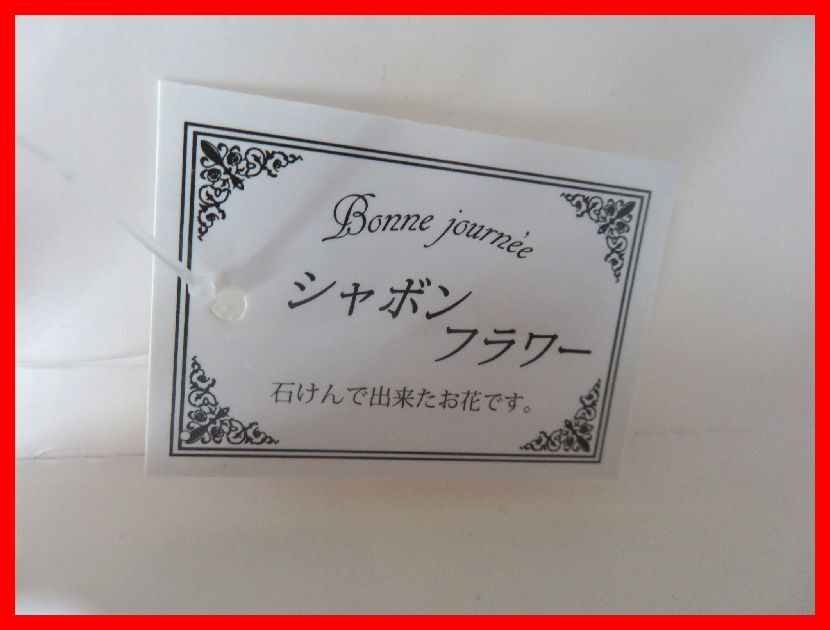 Bonne journée
シャボン
フラワー
石けんで出来たお花です。